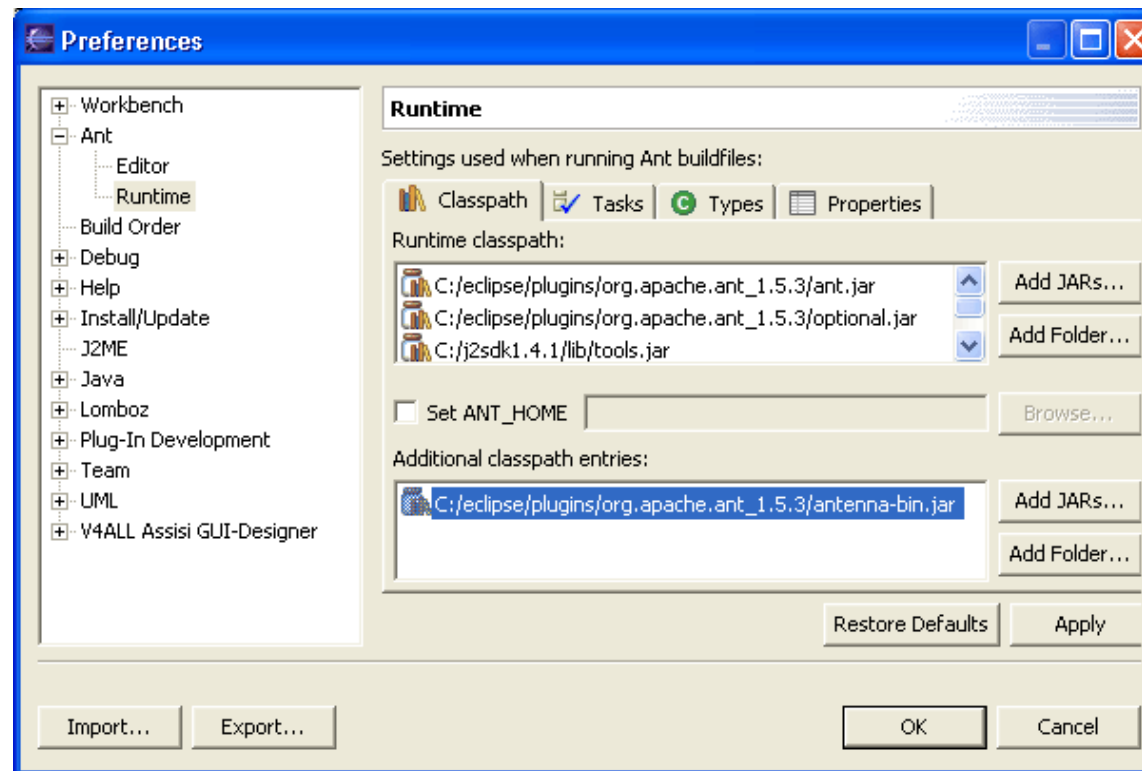 Preferences
Workbench
Ant
Editor
Runtime
Build Order
Debug
Help
Install/Update
J2ME
Java
Lomboz
Plug-In Development
Team
UML
V4ALL Assisi GUI-Designer
Runtime
Settings used when running Ant buildfiles:
Classpath Tasks C Types Properties
Runtime classpath:
C:/eclipse/plugins/org.apache.ant_1.5.3/ant.jar
C:/eclipse/plugins/org.apache.ant_1.5.3/optional.jar
C:/j2sdk1.4.1/lib/tools.jar
Add JARs...
Add Folder...
Set ANT_HOME
Browse...
Additional classpath entries:
C:/eclipse/plugins/org.apache.ant_1.5.3/antenna-bin.jar
Add JARs...
Add Folder...
Restore Defaults Apply
Import... Export... OK Cancel